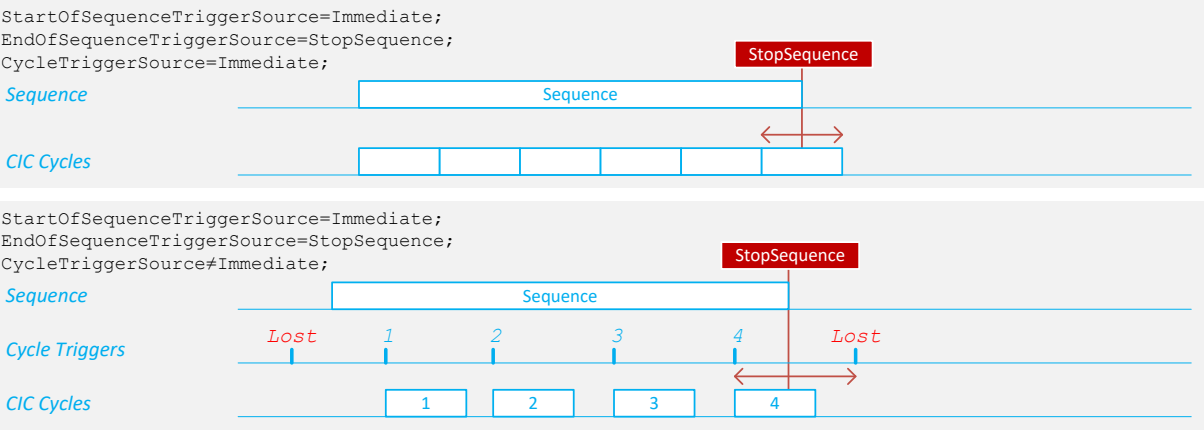 StartOfSequenceTriggerSource=Immediate;
EndOfSequenceTriggerSource=StopSequence;
CycleTriggerSource=Immediate;
StopSequence
Sequence
Sequence
CIC Cycles
StartOfSequenceTriggerSource=Immediate;
EndOfSequenceTriggerSource=StopSequence;
CycleTriggerSource≠Immediate;
StopSequence
Sequence
Sequence
Lost 1 2 3 4 Lost
Cycle Triggers
CIC Cycles
1 2 3 4